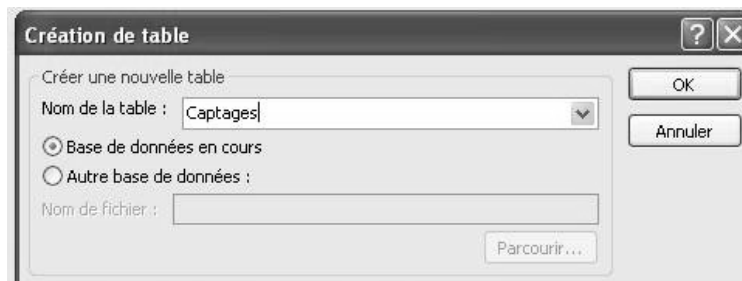 Création de table
Créer une nouvelle table
OK
Nom de la table :
Captages
Annuler
Base de données en cours
Autre base de données :
Nom de fichier :
Parcourir...